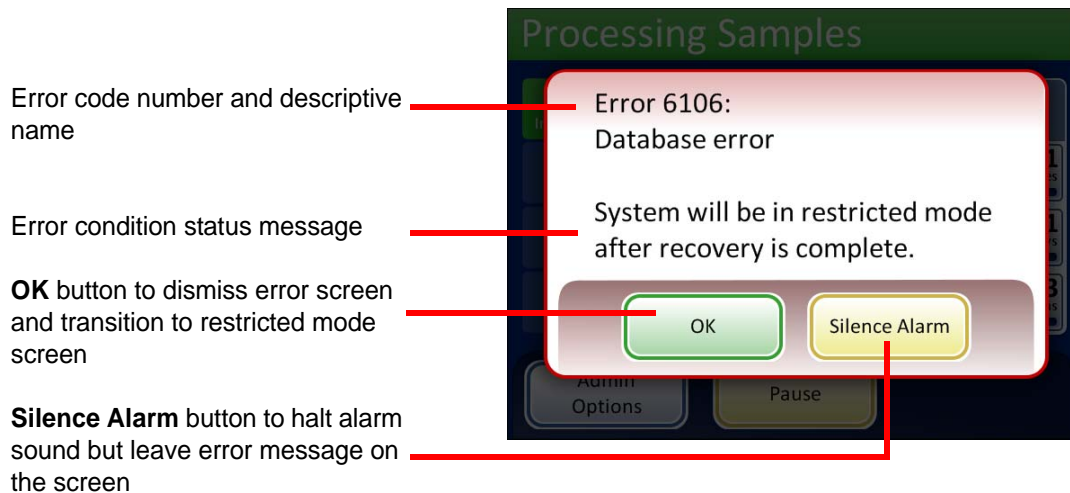 Processing Samples
Error code number and descriptive
name
Error 6106:
Database error
Error condition status message
System will be in restricted mode
after recovery is complete.
OK button to dismiss error screen
and transition to restricted mode
screen
OK
Silence Alarm
Silence Alarm button to halt alarm
sound but leave error message on
the screen
Admin
Options
Pause